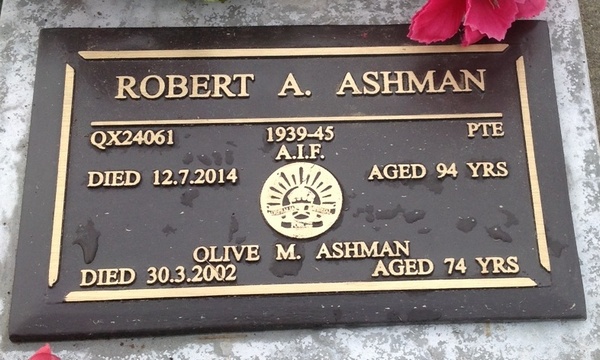 ROBERT A. ASHMAN
QX24061 1939-45 PTE
A.I.F.
DIED 12.7.2014 AGED 94 YRS
OLIVE M. ASHMAN
DIED 30.3.2002 AGED 74 YRS